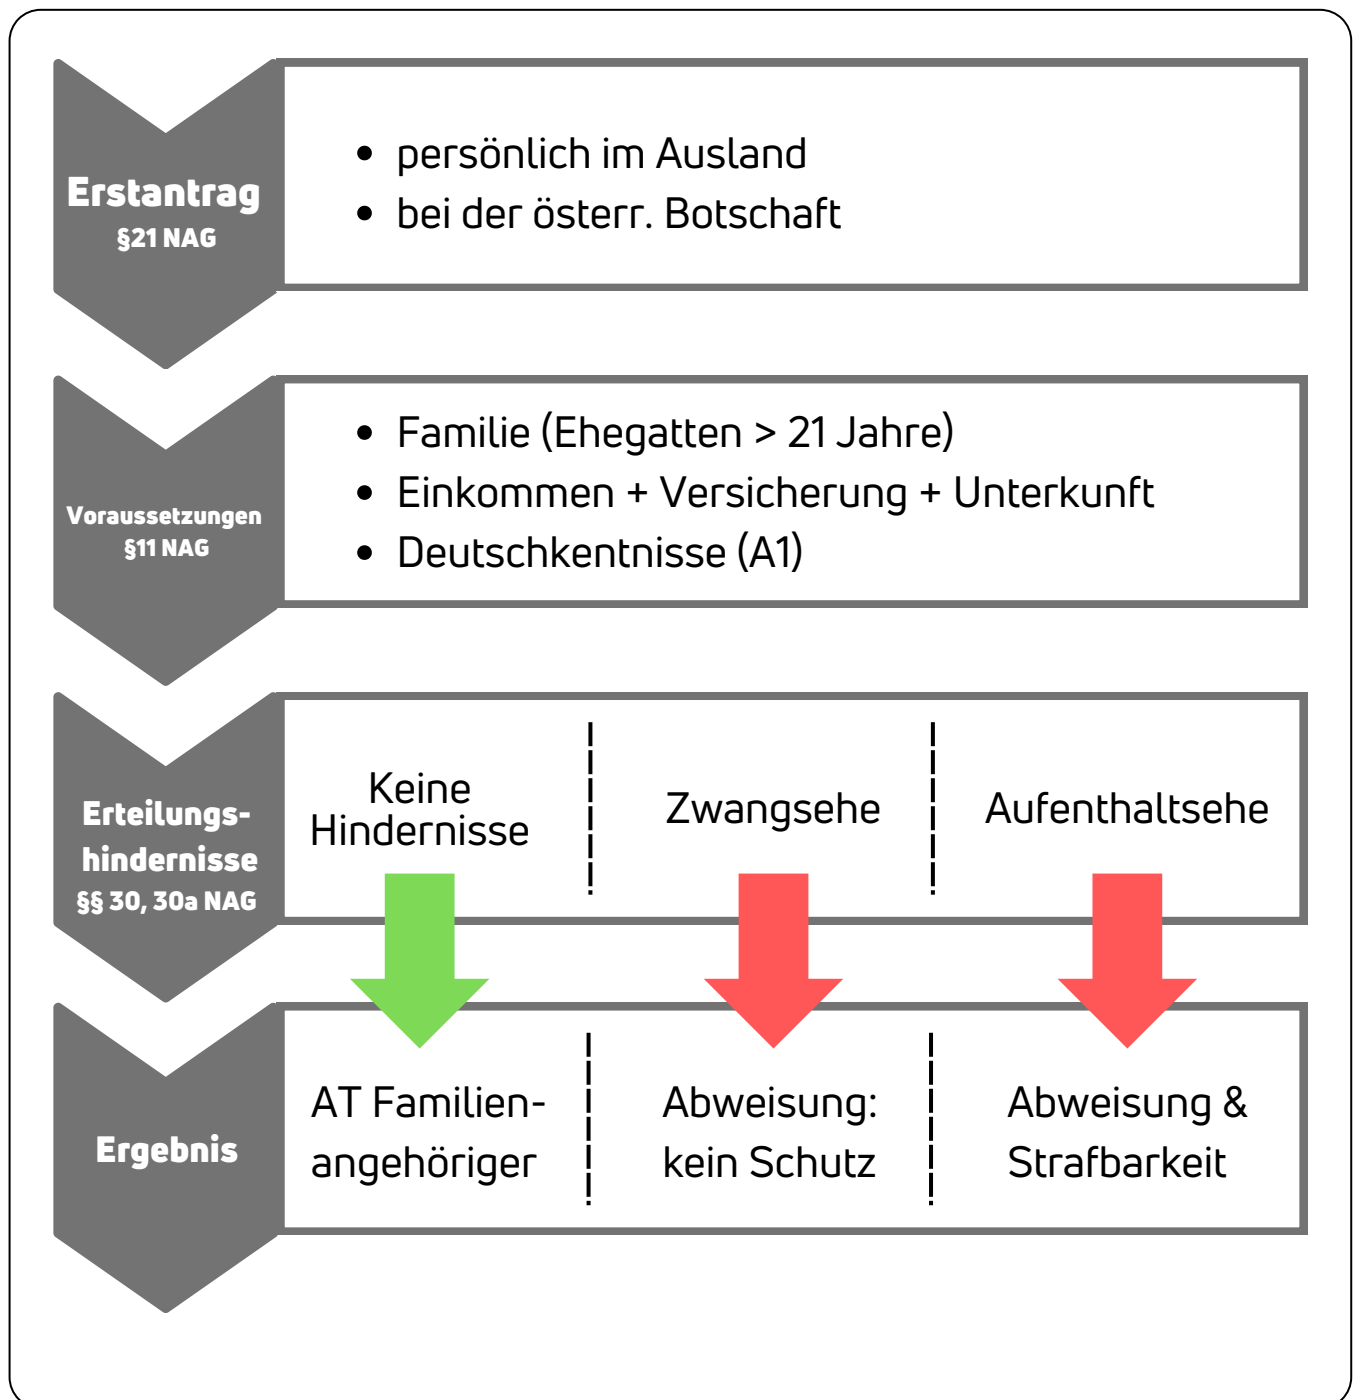 Erstantrag
§21 NAG
• persönlich im Ausland
• bei der österr. Botschaft
Voraussetzungen
§11 NAG
• Familie (Ehegatten > 21 Jahre)
• Einkommen + Versicherung + Unterkunft
• Deutschkentnisse (A1)
Erteilungs-
hindernisse
§§ 30, 30a NAG
Keine
Hindernisse
Zwangsehe
Aufenthaltsehe
Ergebnis
AT Familien-
angehöriger
Abweisung:
kein Schutz
Abweisung &
Strafbarkeit